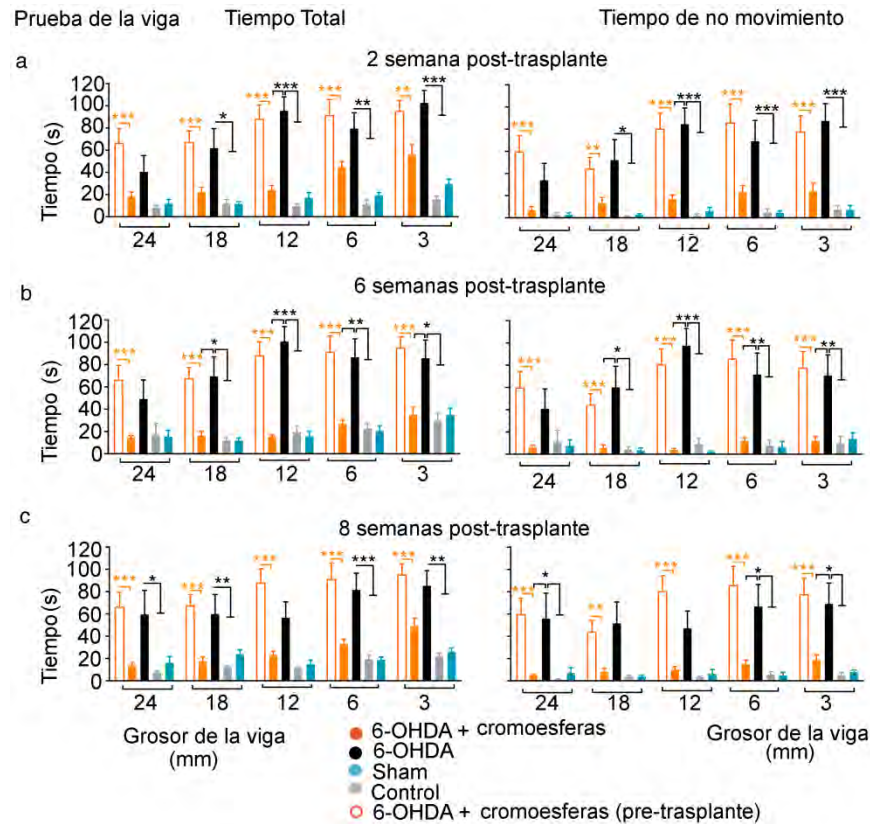 Prueba de la viga
Tiempo Total
Tiempo de no movimiento
a
2 semana post-trasplante
Tiempo (s)
120
100
80
60
40
20
0
*** *** * *** *** *** ** ** ** ***
*** ** * *** *** *** *** *** ***
24 18 12 6 3
24 18 12 6 3
b
6 semanas post-trasplante
Tiempo (s)
120
100
80
60
40
20
0
*** *** * *** *** *** ** *** *
*** *** * *** *** *** ** *** **
24 18 12 6 3
24 18 12 6 3
c
8 semanas post-trasplante
Tiempo (s)
120
100
80
60
40
20
0
*** * *** ** *** *** *** *** **
*** * ** *** *** * *** *
24 18 12 6 3
24 18 12 6 3
Grosor de la viga
(mm)
6-OHDA + cromoesferas
6-OHDA
Sham
Control
6-OHDA + cromoesferas (pre-trasplante)
Grosor de la viga
(mm)